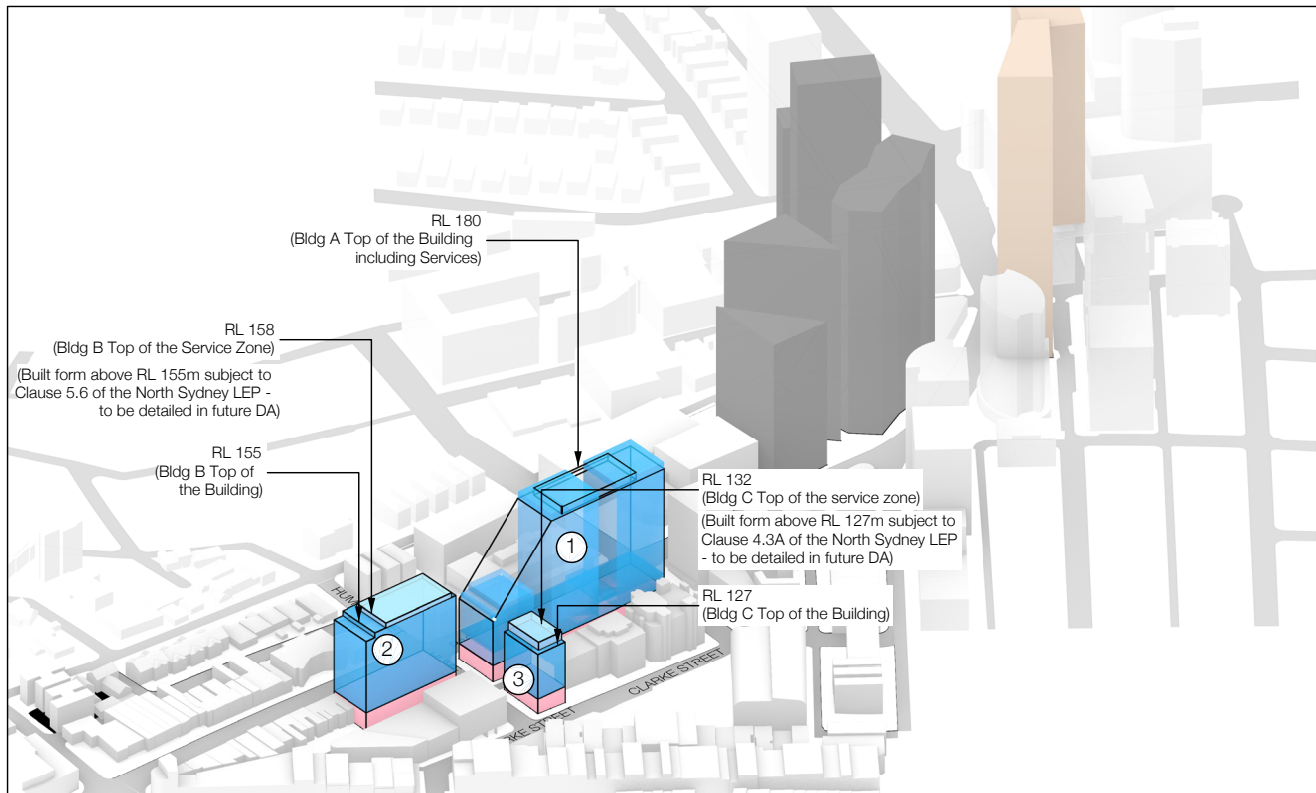 RL 180
(Bldg A Top of the Building
including Services)
RL 158
(Bldg B Top of the Service Zone)
(Built form above RL 155m subject to
Clause 5.6 of the North Sydney LEP -
to be detailed in future DA)
RL 155
(Bldg B Top of
the Building)
RL 132
(Bldg C Top of the service zone)
(Built form above RL 127m subject to
Clause 4.3A of the North Sydney LEP
- to be detailed in future DA)
RL 127
(Bldg C Top of the Building)
1
2
3
HUM
CLARKE STREET
RKE STREET